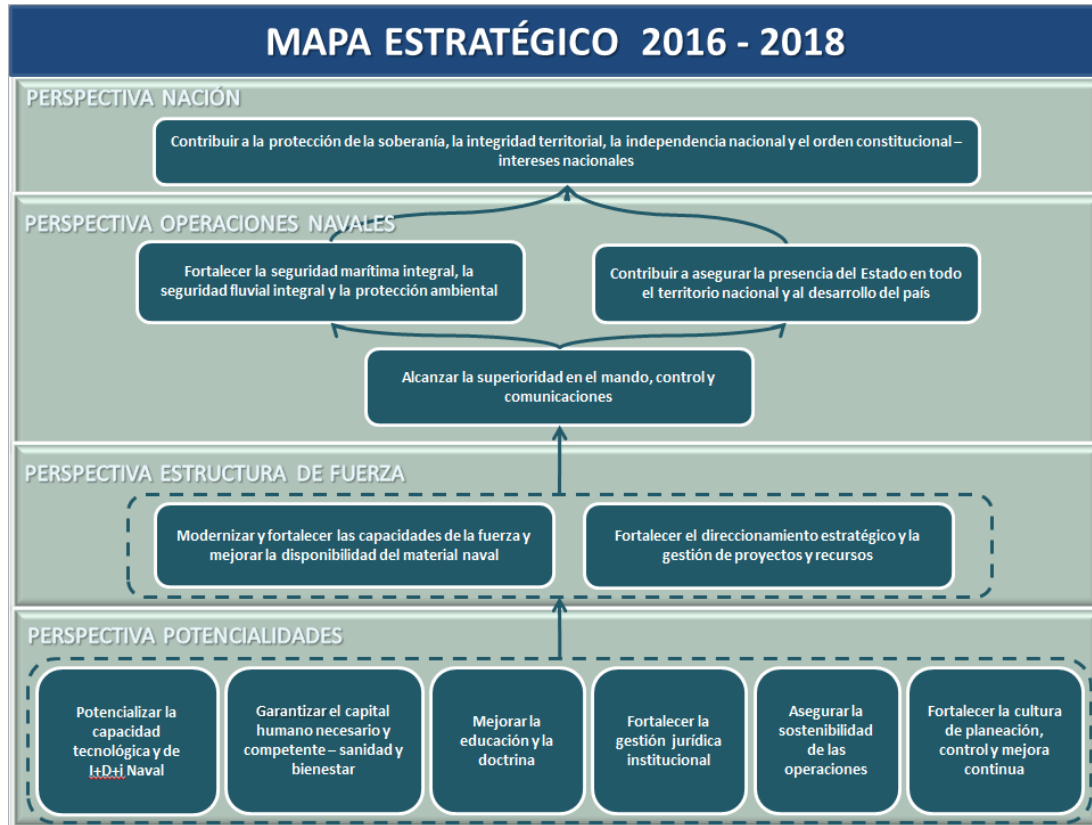 MAPA ESTRATÉGICO 2016 - 2018
PERSPECTIVA NACIÓN
Contribuir a la protección de la soberanía, la integridad territorial, la independencia nacional y el orden constitucional –
intereses nacionales
PERSPECTIVA OPERACIONES NAVALES
Fortalecer la seguridad marítima integral, la
seguridad fluvial integral y la protección ambiental
Contribuir a asegurar la presencia del Estado en todo
el territorio nacional y al desarrollo del país
Alcanzar la superioridad en el mando, control y
comunicaciones
PERSPECTIVA ESTRUCTURA DE FUERZA
Modernizar y fortalecer las capacidades de la fuerza y
mejorar la disponibilidad del material naval
Fortalecer el direccionamiento estratégico y la
gestión de proyectos y recursos
PERSPECTIVA POTENCIALIDADES
Potencializar la
capacidad
tecnológica y de
I+D+i Naval
Garantizar el capital
humano necesario y
competente – sanidad y
bienestar
Mejorar la
educación y la
doctrina
Fortalecer la
gestión jurídica
institucional
Asegurar la
sostenibilidad
de las
operaciones
Fortalecer la cultura
de planeación,
control y mejora
continua